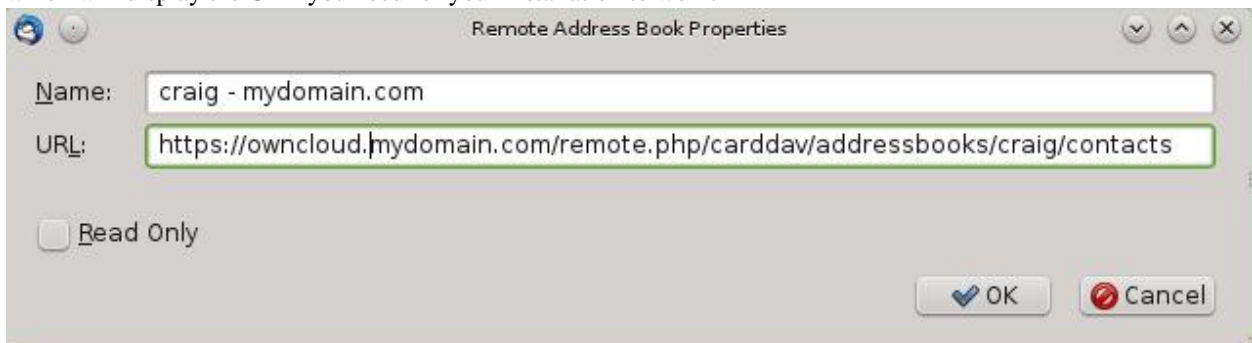 Remote Address Book Properties
Name: craig - mydomain.com
URL: https://owncloud.mydomain.com/remote.php/carddav/addressbooks/craig/contacts
Read Only
OK Cancel